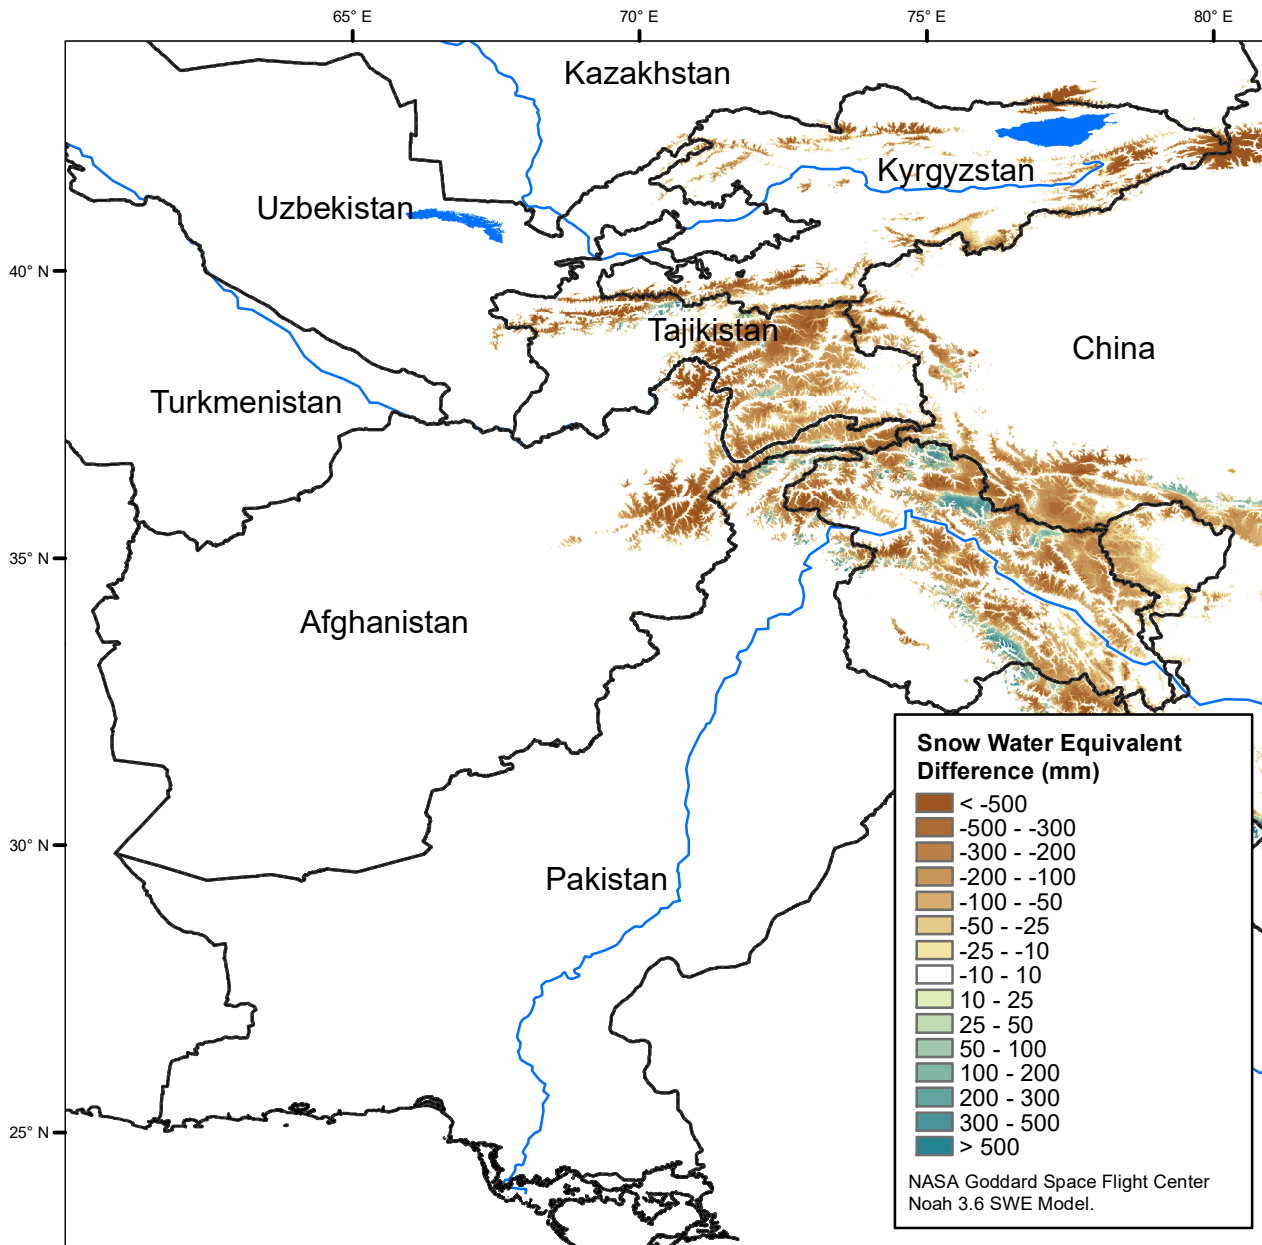 65° E
70° E
75° E
80° E
Kazakhstan
Kyrgyzstan
Uzbekistan
40° N
Tajikistan
China
Turkmenistan
35° N
Afghanistan
30° N
Pakistan
25° N
Snow Water Equivalent
Difference (mm)
< -500
-500 - -300
-300 - -200
-200 - -100
-100 - -50
-50 - -25
-25 - -10
-10 - 10
10 - 25
25 - 50
50 - 100
100 - 200
200 - 300
300 - 500
> 500
NASA Goddard Space Flight Center
Noah 3.6 SWE Model.